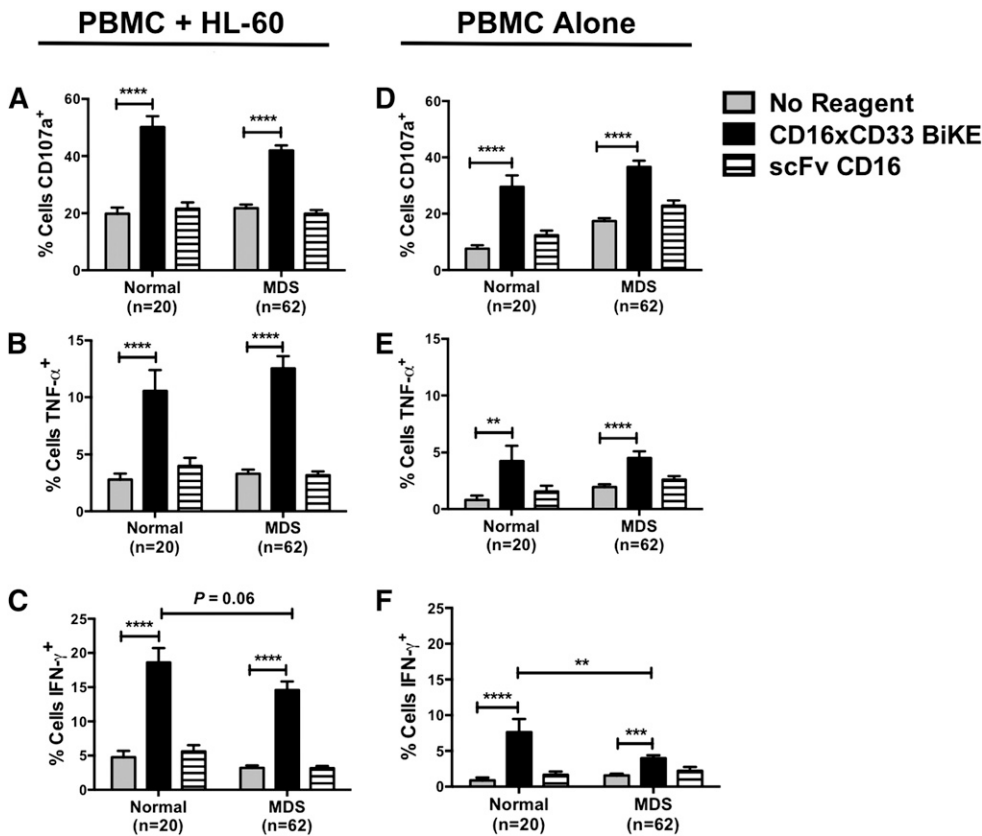 PBMC + HL-60
PBMC Alone
No Reagent
CD16xCD33 BiKE
scFv CD16
A
% Cells CD107a+
60
40
20
0
****
****
Normal
(n=20)
MDS
(n=62)
D
% Cells CD107a+
60
40
20
0
****
****
Normal
(n=20)
MDS
(n=62)
B
% Cells TNF-α+
15
10
5
0
****
****
Normal
(n=20)
MDS
(n=62)
E
% Cells TNF-α+
15
10
5
0
**
****
Normal
(n=20)
MDS
(n=62)
C
% Cells IFN-γ+
25
20
15
10
5
0
P = 0.06
****
****
Normal
(n=20)
MDS
(n=62)
F
% Cells IFN-γ+
25
20
15
10
5
0
**
****
***
Normal
(n=20)
MDS
(n=62)